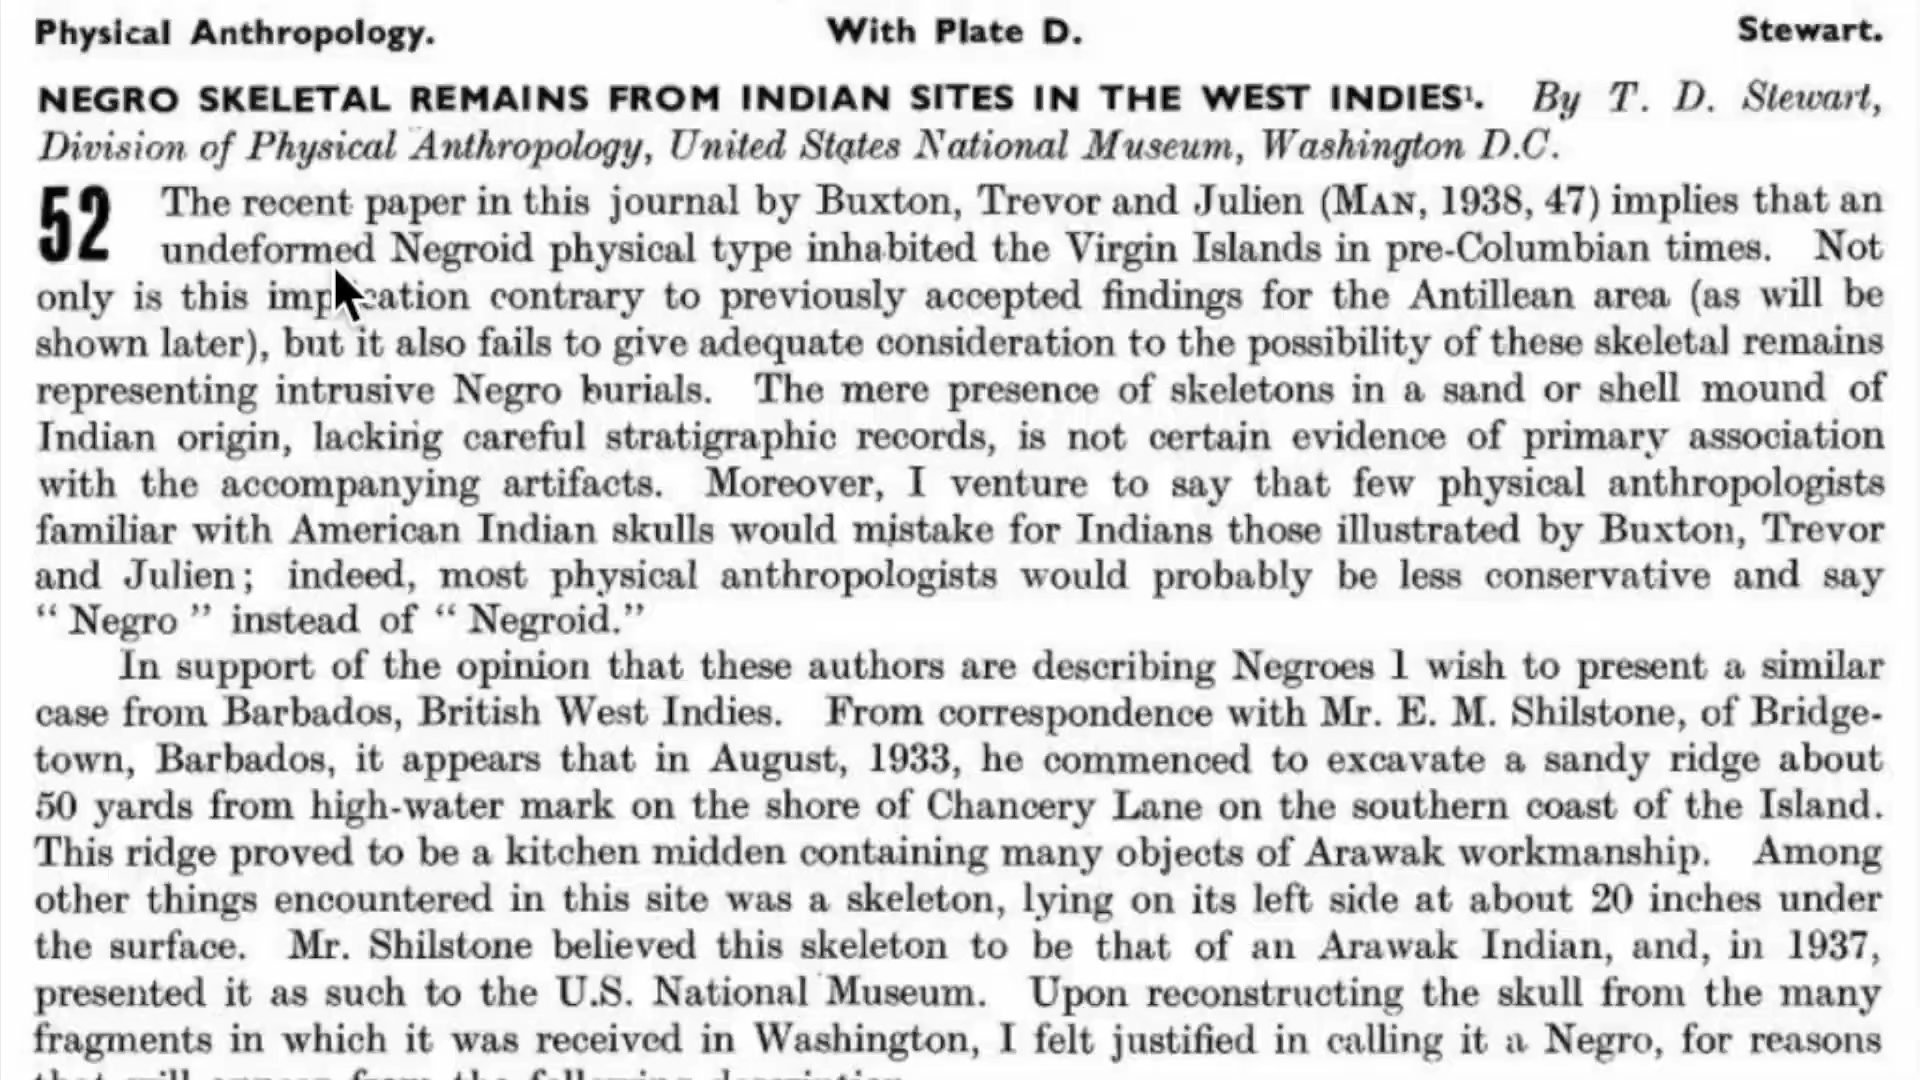 Physical Anthropology. With Plate D. Stewart.
NEGRO SKELETAL REMAINS FROM INDIAN SITES IN THE WEST INDIES¹. By T. D. Stewart,
Division of Physical Anthropology, United States National Museum, Washington D.C.
52 The recent paper in this journal by Buxton, Trevor and Julien (MAN, 1938, 47) implies that an
undeformed Negroid physical type inhabited the Virgin Islands in pre-Columbian times. Not
only is this contrary to previously accepted findings for the Antillean area (as will be
shown later), but it also fails to give adequate consideration to the possibility of these skeletal remains
representing intrusive Negro burials. The mere presence of skeletons in a sand or shell mound of
Indian origin, lacking careful stratigraphic records, is not certain evidence of primary association
with the accompanying artifacts. Moreover, I venture to say that few physical anthropologists
familiar with American Indian skulls would mistake for Indians those illustrated by Buxton, Trevor
and Julien; indeed, most physical anthropologists would probably be less conservative and say
“ Negro ” instead of “ Negroid.”
In support of the opinion that these authors are describing Negroes I wish to present a similar
case from Barbados, British West Indies. From correspondence with Mr. E. M. Shilstone, of Bridge-
town, Barbados, it appears that in August, 1933, he commenced to excavate a sandy ridge about
50 yards from high-water mark on the shore of Chancery Lane on the southern coast of the Island.
This ridge proved to be a kitchen midden containing many objects of Arawak workmanship. Among
other things encountered in this site was a skeleton, lying on its left side at about 20 inches under
the surface. Mr. Shilstone believed this skeleton to be that of an Arawak Indian, and, in 1937,
presented it as such to the U.S. National Museum. Upon reconstructing the skull from the many
fragments in which it was received in Washington, I felt justified in calling it a Negro, for reasons